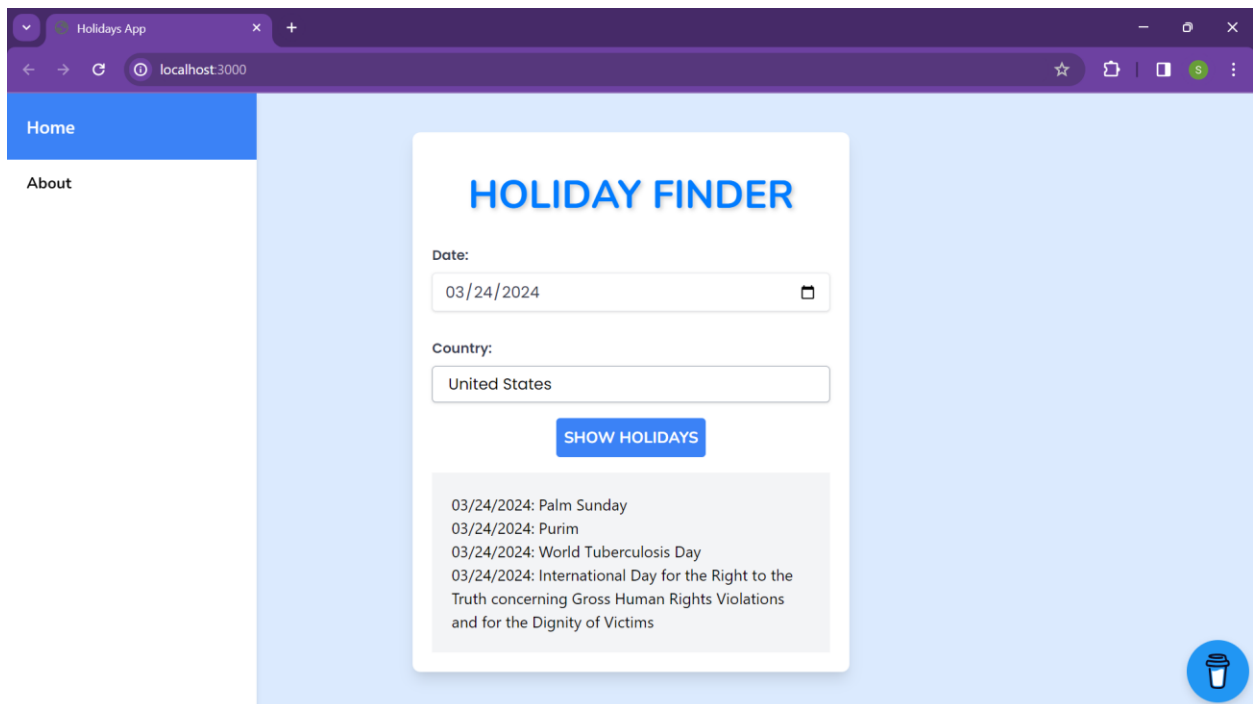 Holidays App
localhost:3000
S
Home
About
HOLIDAY FINDER
Date:
03/24/2024
Country:
United States
SHOW HOLIDAYS
03/24/2024: Palm Sunday
03/24/2024: Purim
03/24/2024: World Tuberculosis Day
03/24/2024: International Day for the Right to the
Truth concerning Gross Human Rights Violations
and for the Dignity of Victims